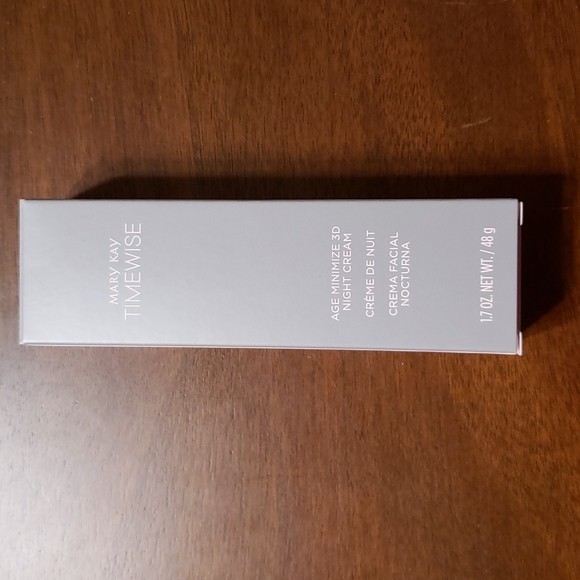 MARY KAY
TIMEWISE
AGE MINIMIZE 3D
NIGHT CREAM
CRÈME DE NUIT
CREMA FACIAL
NOCTURNA
1.7 OZ. NET WT. / 48 g